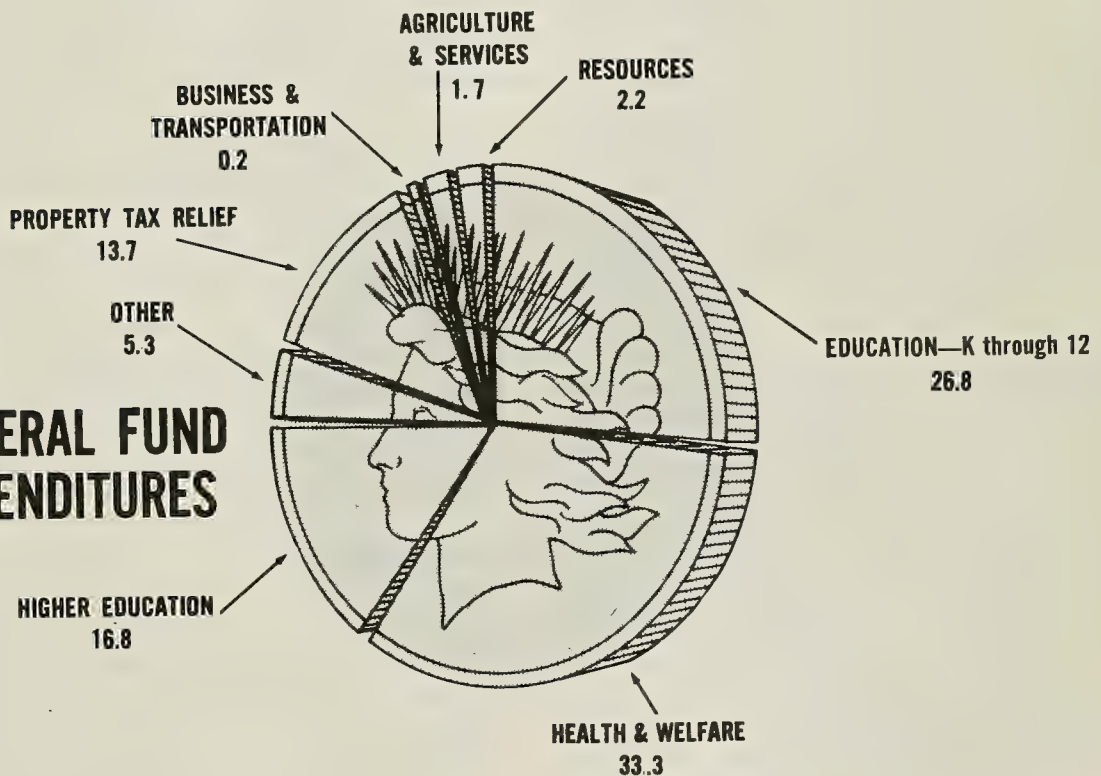 AGRICULTURE
& SERVICES
1.7
RESOURCES
2.2
BUSINESS &
TRANSPORTATION
0.2
PROPERTY TAX RELIEF
13.7
OTHER
5.3
EDUCATION—K through 12
26.8
ERAL FUND
ENDITURES
HIGHER EDUCATION
16.8
HEALTH & WELFARE
33.3